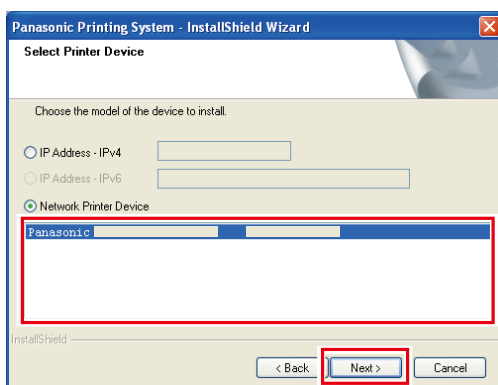 Panasonic Printing System - InstallShield Wizard
Select Printer Device
Choose the model of the device to install.
IP Address - IPv4
IP Address - IPv6
Network Printer Device
Panasonic
InstallShield
< Back Next > Cancel